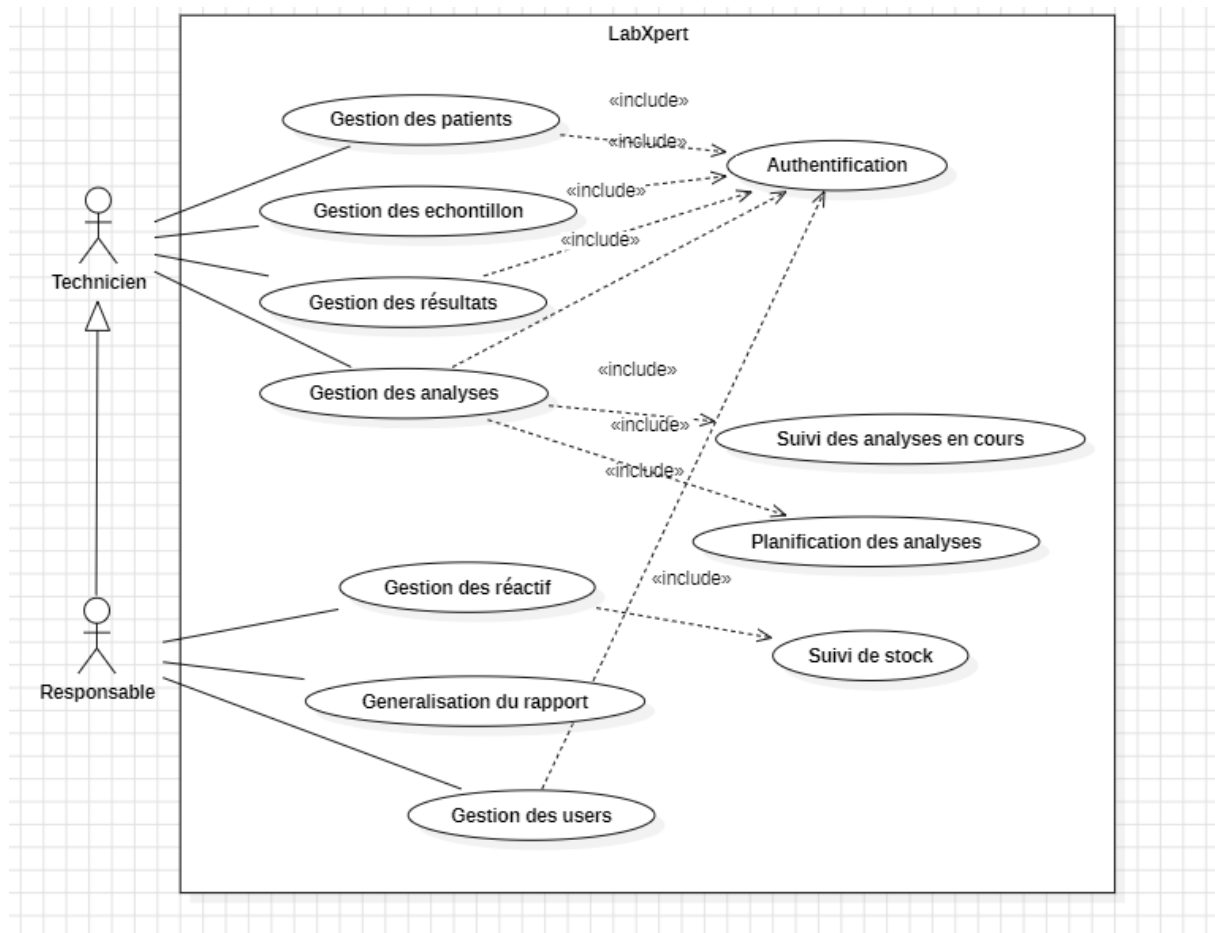 LabXpert
«include»
Gestion des patients
«include»
Authentification
«include»
Gestion des echontillon
«include»
Technicien
Gestion des résultats
«include»
Gestion des analyses
«include»
Suivi des analyses en cours
«include»
Planification des analyses
«include»
Gestion des réactif
Suivi de stock
Responsable
Géneralisation du rapport
Gestion des users